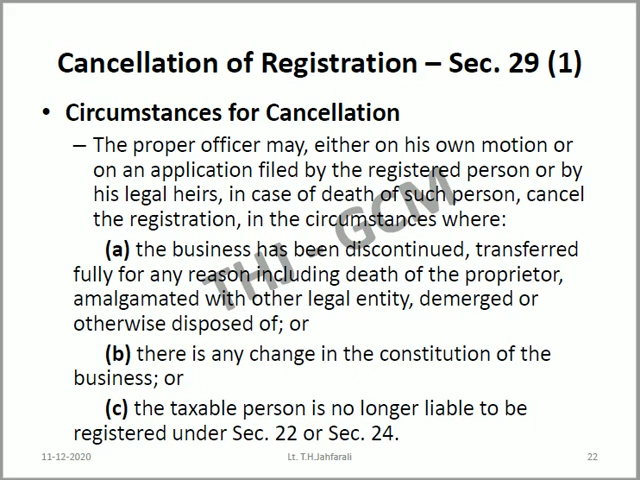 Cancellation of Registration – Sec. 29 (1)
• Circumstances for Cancellation
– The proper officer may, either on his own motion or
on an application filed by the registered person or by
his legal heirs, in case of death of such person, cancel
the registration, in the circumstances where:
(a) the business has been discontinued, transferred
fully for any reason including death of the proprietor,
amalgamated with other legal entity, demerged or
otherwise disposed of; or
(b) there is any change in the constitution of the
business; or
(c) the taxable person is no longer liable to be
registered under Sec. 22 or Sec. 24.
THJ - GCM
11-12-2020 Lt. T.H.Jahfarali 22